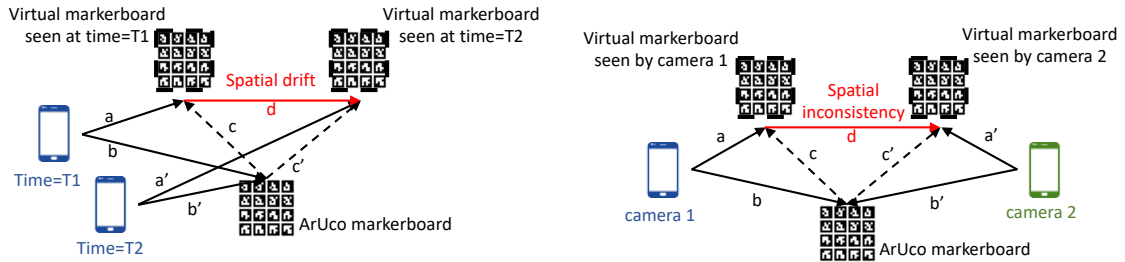 Virtual markerboard
seen at time=T1
Virtual markerboard
seen at time=T2
Spatial drift
d
a
b
c
c'
a'
b'
Time=T1
Time=T2
ArUco markerboard
Virtual markerboard
seen by camera 1
Virtual markerboard
seen by camera 2
Spatial
inconsistency
d
a
a'
c
c'
b
b'
camera 1
camera 2
ArUco markerboard